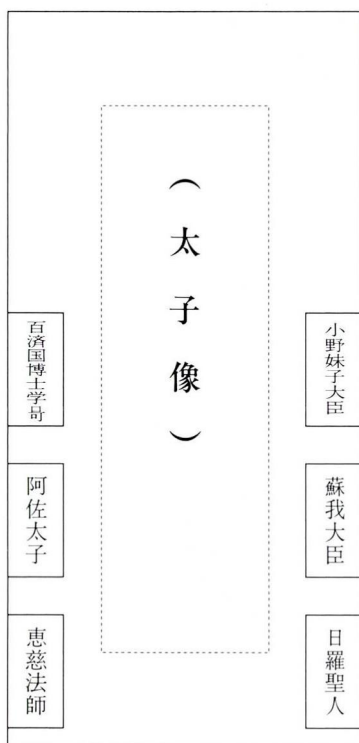 （太子像）
小野妹子大臣
蘇我大臣
日羅聖人
百済国博士学哿
阿佐太子
恵慈法師